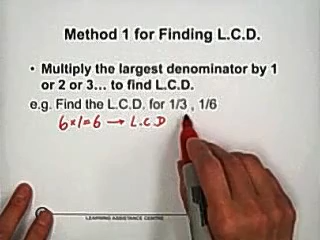 Method 1 for Finding L.C.D.
• Multiply the largest denominator by 1
or 2 or 3... to find L.C.D.
e.g. Find the L.C.D. for 1/3 , 1/6
6×1=6 → L.C.D
LEARNING ASSISTANCE CENTRE